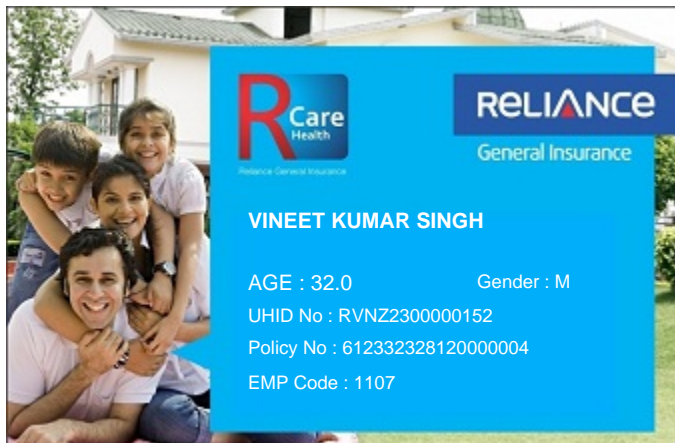 R Care
Health
Reliance General Insurance
RELIANCE
General Insurance
VINEET KUMAR SINGH
AGE : 32.0 Gender : M
UHID No : RVNZ2300000152
Policy No : 612332328120000004
EMP Code : 1107